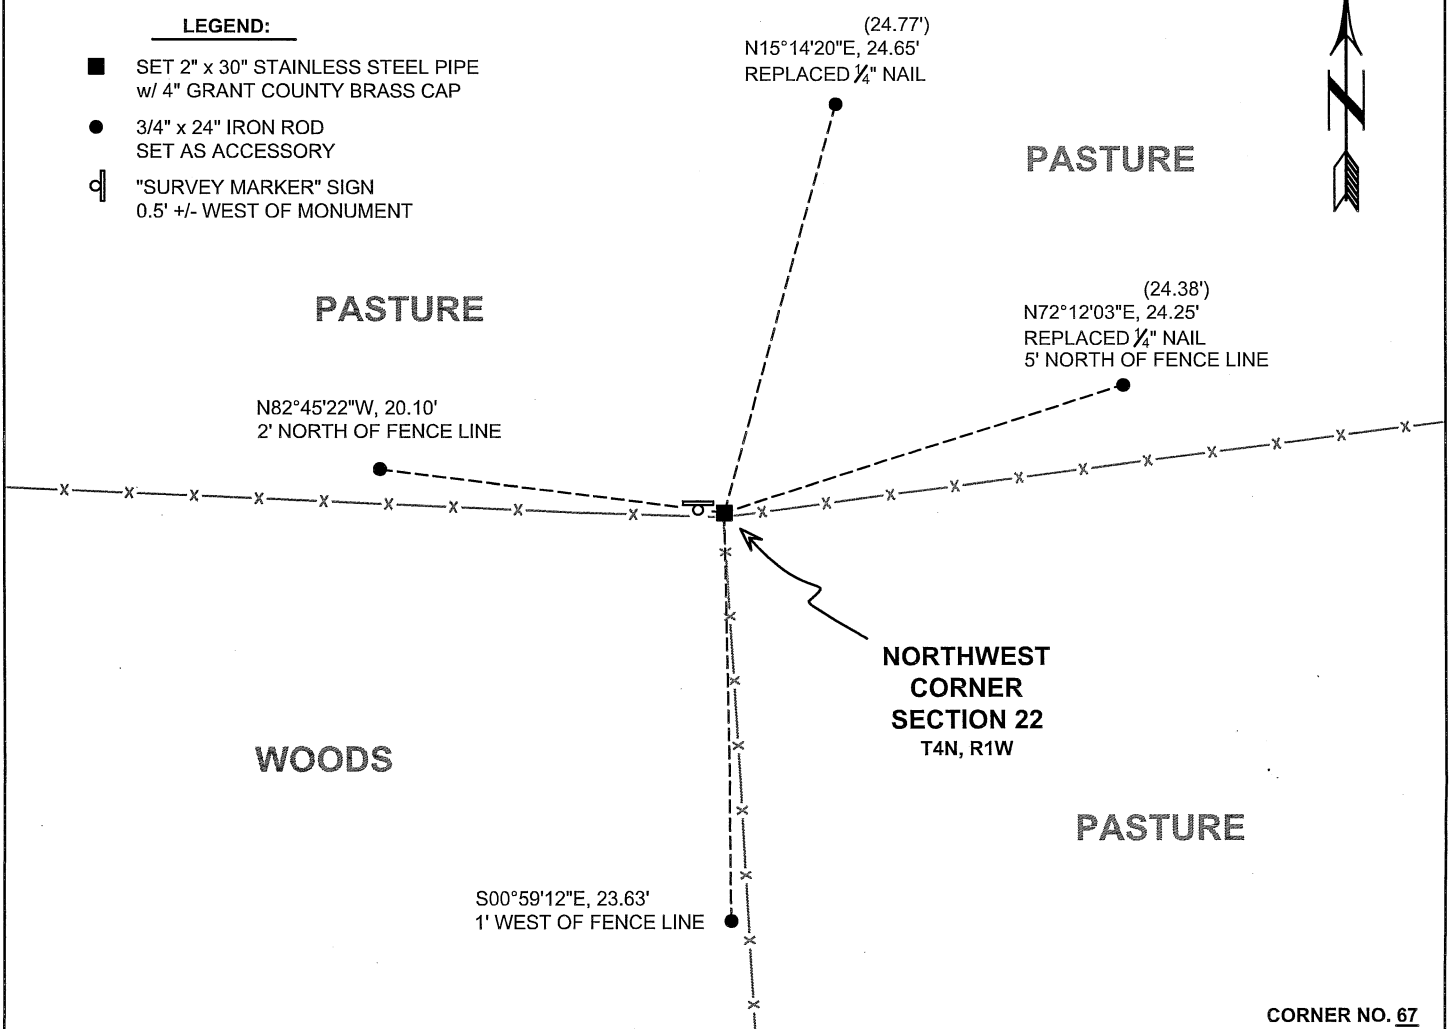 LEGEND:
SET 2" x 30" STAINLESS STEEL PIPE
w/ 4" GRANT COUNTY BRASS CAP
3/4" x 24" IRON ROD
SET AS ACCESSORY
"SURVEY MARKER" SIGN
0.5' +/- WEST OF MONUMENT
(24.77')
N15°14'20"E, 24.65'
REPLACED 1/4" NAIL
N
PASTURE
PASTURE
(24.38')
N72°12'03"E, 24.25'
REPLACED 1/4" NAIL
5' NORTH OF FENCE LINE
N82°45'22"W, 20.10'
2' NORTH OF FENCE LINE
NORTHWEST
CORNER
SECTION 22
T4N, R1W
WOODS
PASTURE
S00°59'12"E, 23.63'
1' WEST OF FENCE LINE
CORNER NO. 67